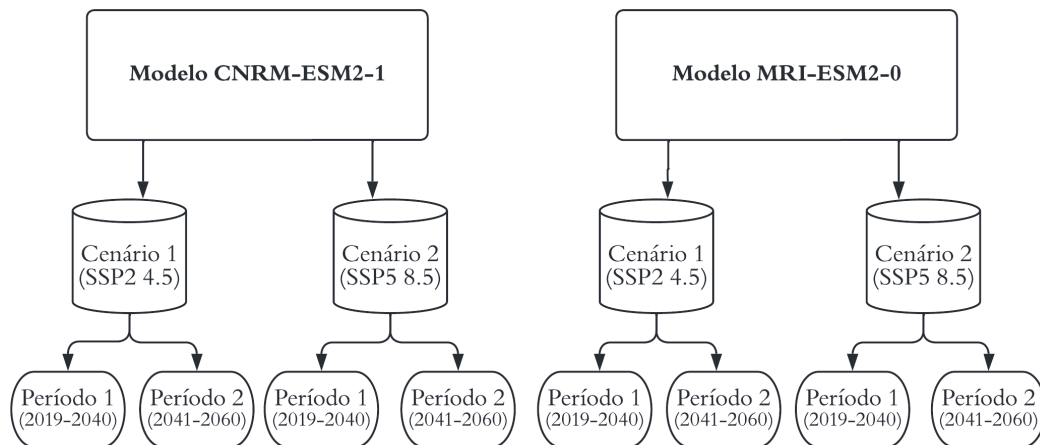 Modelo CNRM-ESM2-1
Modelo MRI-ESM2-0
Cenário 1
(SSP2 4.5)
Cenário 2
(SSP5 8.5)
Cenário 1
(SSP2 4.5)
Cenário 2
(SSP5 8.5)
Período 1
(2019-2040)
Período 2
(2041-2060)
Período 1
(2019-2040)
Período 2
(2041-2060)
Período 1
(2019-2040)
Período 2
(2041-2060)
Período 1
(2019-2040)
Período 2
(2041-2060)